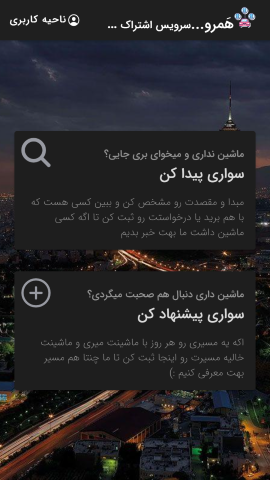 هَمرو...سرویس اشتراک ...
ناحیه کاربری
ماشین نداری و میخوای بری جایی؟
سواری پیدا کن
مبدا و مقصدت رو مشخص کن و ببین کسی هست که
با هم برید یا درخواستت رو ثبت کن تا اگه کسی
ماشین داشت ما بهت خبر بدیم
ماشین داری دنبال هم صحبت میگردی؟
سواری پیشنهاد کن
اکه یه مسیری رو هر روز با ماشینت میری و ماشینت
خالیه مسیرت رو اینجا ثبت کن تا ما چنتا هم مسیر
بهت معرفی کنیم :)